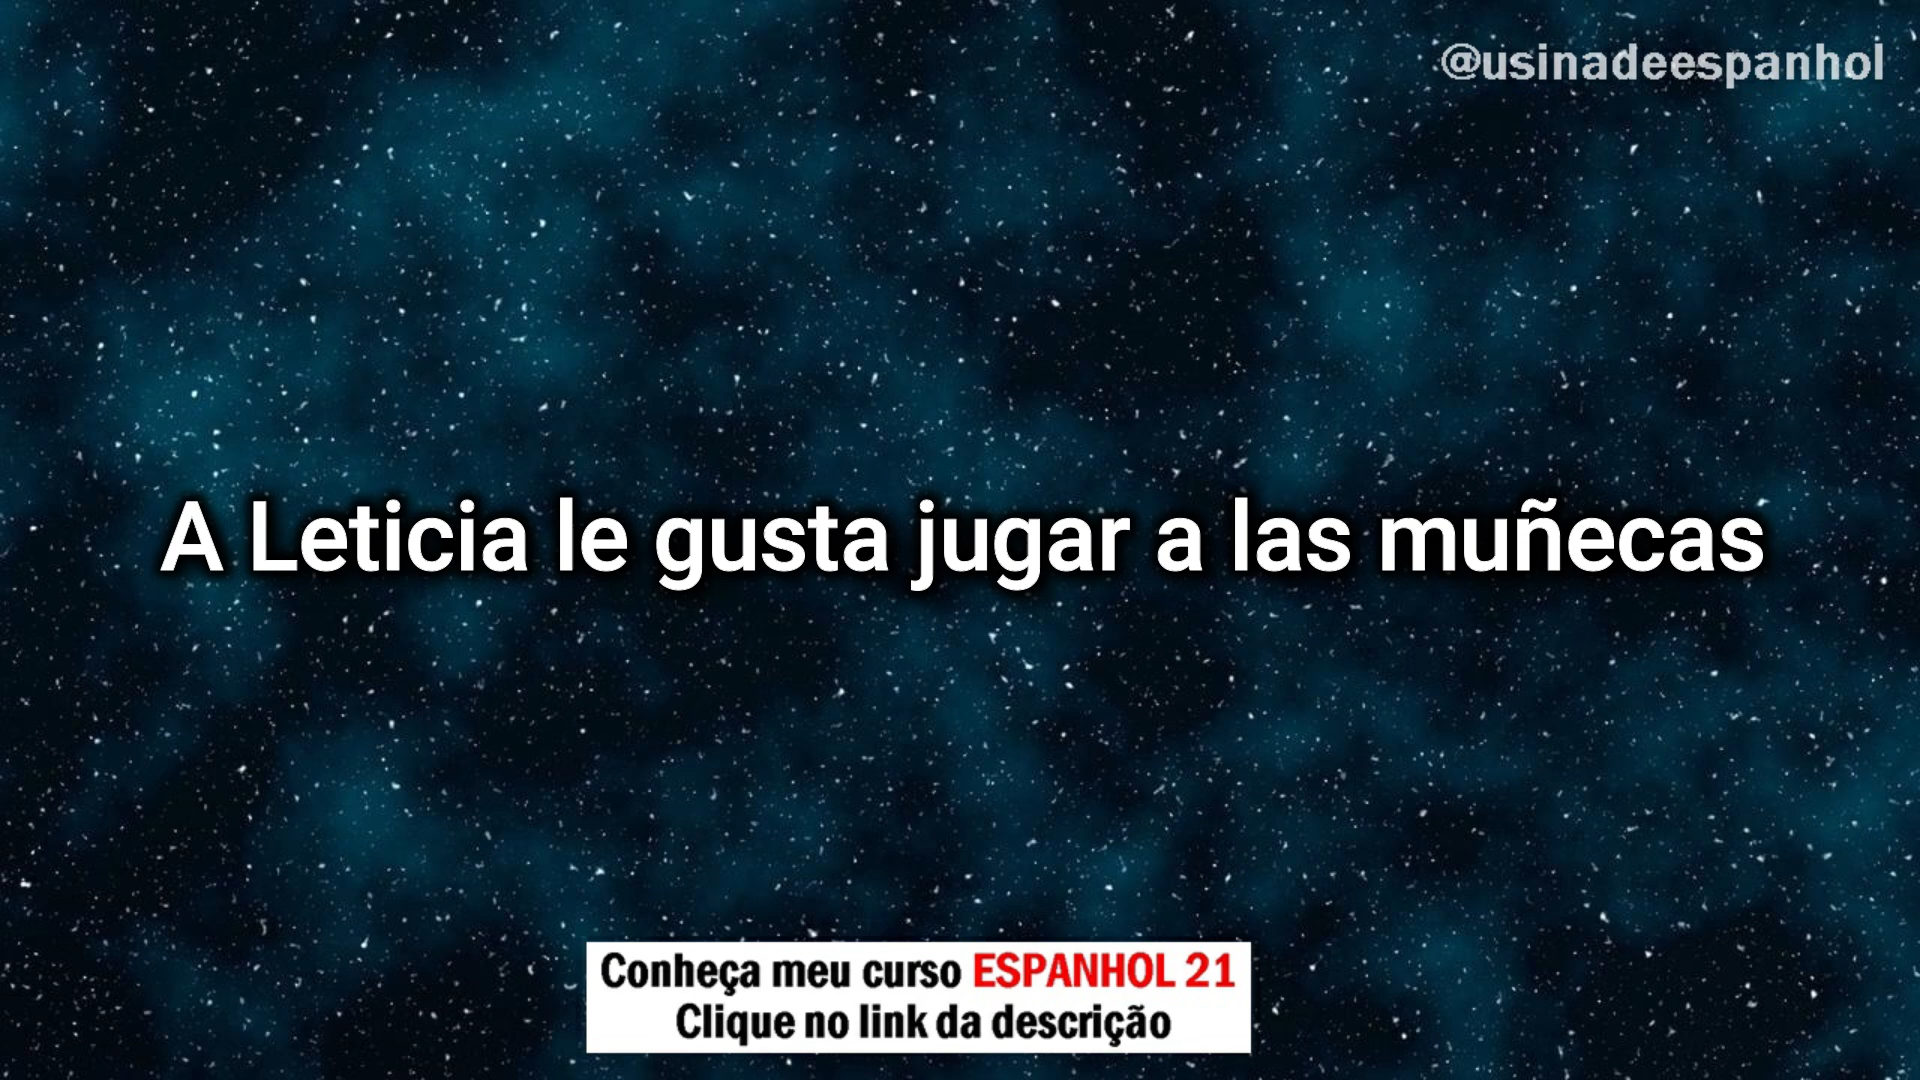 @usinadeespanhol
A Leticia le gusta jugar a las muñecas
Conheça meu curso ESPANHOL 21
Clique no link da descrição